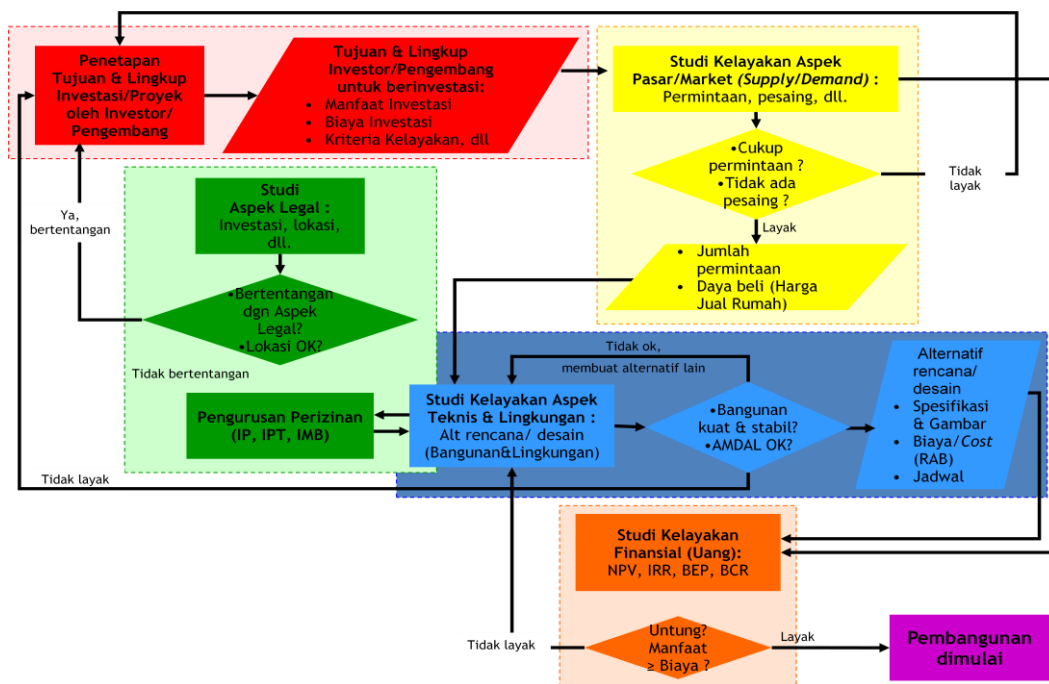 Penetapan
Tujuan & Lingkup
Investasi/Proyek
oleh Investor/
Pengembang
Tujuan & Lingkup
Investor/Pengembang
untuk berinvestasi:
• Manfaat Investasi
• Biaya Investasi
• Kriteria Kelayakan, dll
Studi Kelayakan Aspek
Pasar/Market (Supply/Demand) :
Permintaan, pesaing, dll.
•Cukup
permintaan ?
•Tidak ada
pesaing ?
Tidak
layak
Layak
• Jumlah
permintaan
• Daya beli (Harga
Jual Rumah)
Ya,
bertentangan
Studi
Aspek Legal :
Investasi, lokasi,
dll.
•Bertentangan
dgn Aspek
Legal?
•Lokasi OK?
Tidak bertentangan
Pengurusan Perizinan
(IP, IPT, IMB)
Tidak ok,
membuat alternatif lain
Studi Kelayakan Aspek
Teknis & Lingkungan :
Alt rencana/ desain
(Bangunan&Lingkungan)
•Bangunan
kuat & stabil?
•AMDAL OK?
Alternatif
rencana/
desain
• Spesifikasi
& Gambar
• Biaya/Cost
(RAB)
• Jadwal
Tidak layak
Studi Kelayakan
Finansial (Uang):
NPV, IRR, BEP, BCR
Untung?
Manfaat
≥ Biaya ?
Tidak layak
Layak
Pembangunan
dimulai